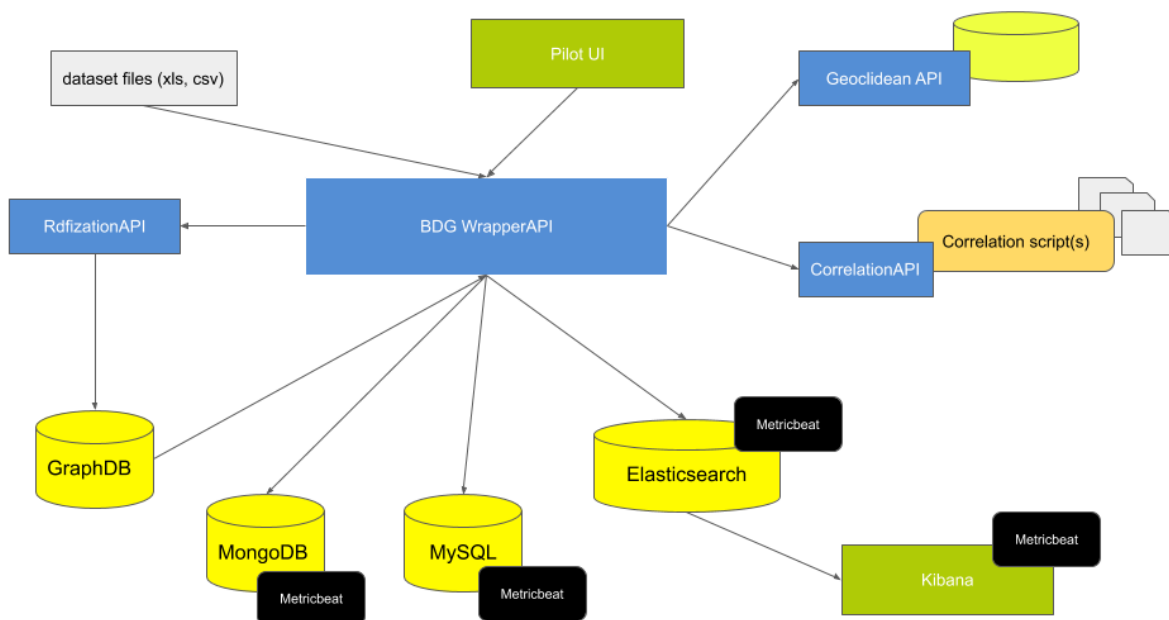 Pilot UI
dataset files (xls, csv)
Geoclidean API
RdfizationAPI
BDG WrapperAPI
Correlation script(s)
CorrelationAPI
Metricbeat
GraphDB
Elasticsearch
MongoDB
MySQL
Metricbeat
Kibana
Metricbeat
Metricbeat